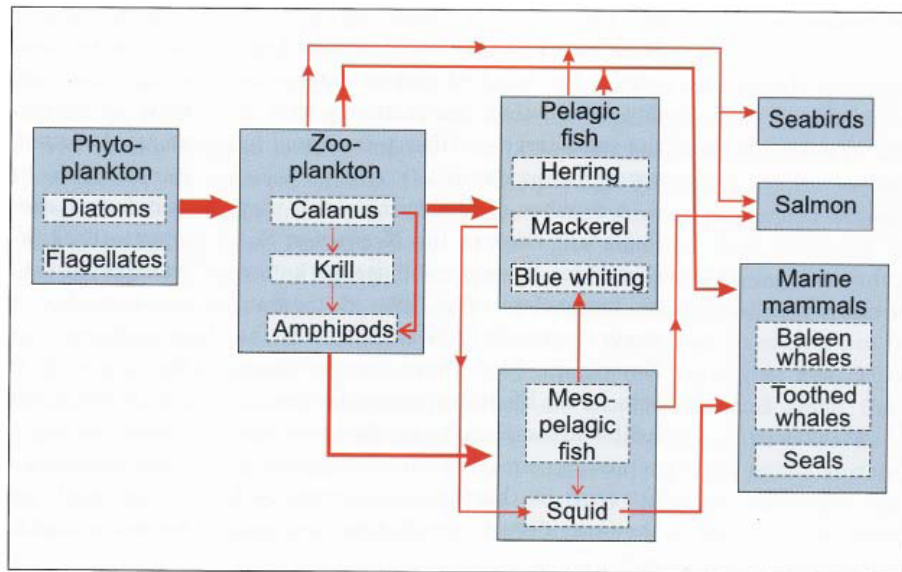 Phyto-
plankton
Diatoms
Flagellates
Zoo-
plankton
Calanus
Krill
Amphipods
Pelagic
fish
Herring
Mackerel
Blue whiting
Meso-
pelagic
fish
Squid
Seabirds
Salmon
Marine
mammals
Baleen
whales
Toothed
whales
Seals